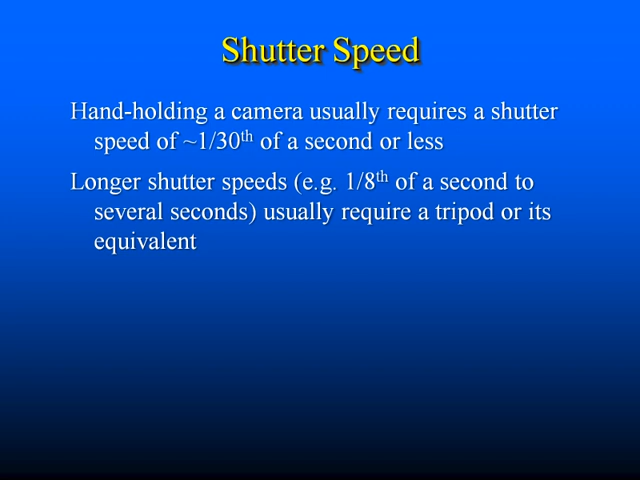 Shutter Speed
Hand-holding a camera usually requires a shutter
speed of ~1/30th of a second or less
Longer shutter speeds (e.g. 1/8th of a second to
several seconds) usually require a tripod or its
equivalent